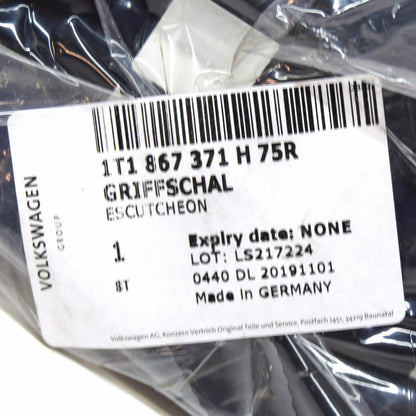 VOLKSWAGEN
GROUP
1T1 867 371 H 75R
GRIFFSCHAL
ESCUTCHEON
1
ST
Expiry date: NONE
LOT: LS217224
0440 DL 20191101
Made in GERMANY
Volkswagen AG, Konzern Vertrieb Original Teile und Service, Postfach 1451, 34219 Baunatal